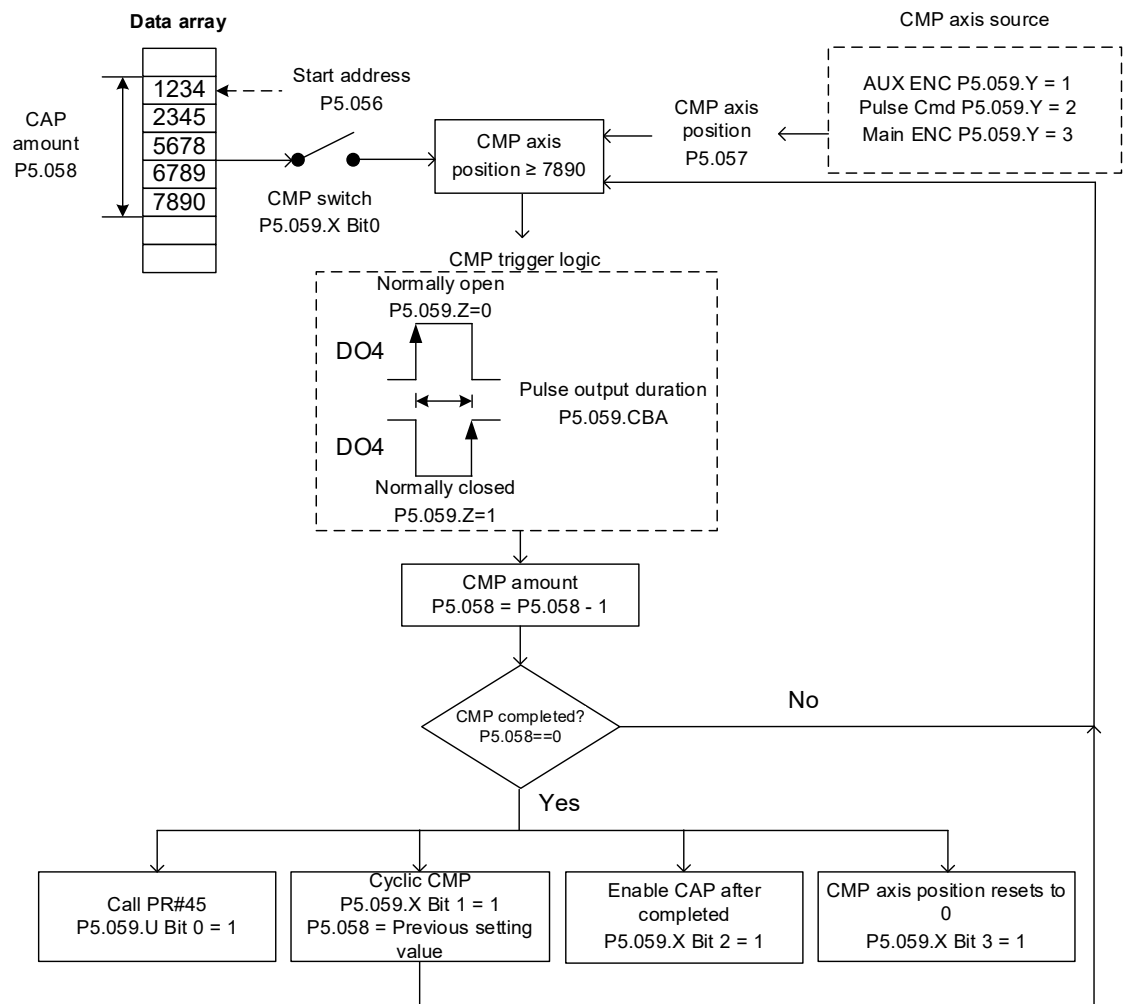 Data array
1234
2345
5678
6789
7890
CAP
amount
P5.058
Start address
P5.056
CMP switch
P5.059.X Bit0
CMP axis
position ≥ 7890
CMP axis
position
P5.057
CMP axis source
AUX ENC P5.059.Y = 1
Pulse Cmd P5.059.Y = 2
Main ENC P5.059.Y = 3
CMP trigger logic
Normally open
P5.059.Z=0
DO4
Pulse output duration
P5.059.CBA
DO4
Normally closed
P5.059.Z=1
CMP amount
P5.058 = P5.058 - 1
CMP completed?
P5.058==0
No
Yes
Call PR#45
P5.059.U Bit 0 = 1
Cyclic CMP
P5.059.X Bit 1 = 1
P5.058 = Previous setting
value
Enable CAP after
completed
P5.059.X Bit 2 = 1
CMP axis position resets to
0
P5.059.X Bit 3 = 1